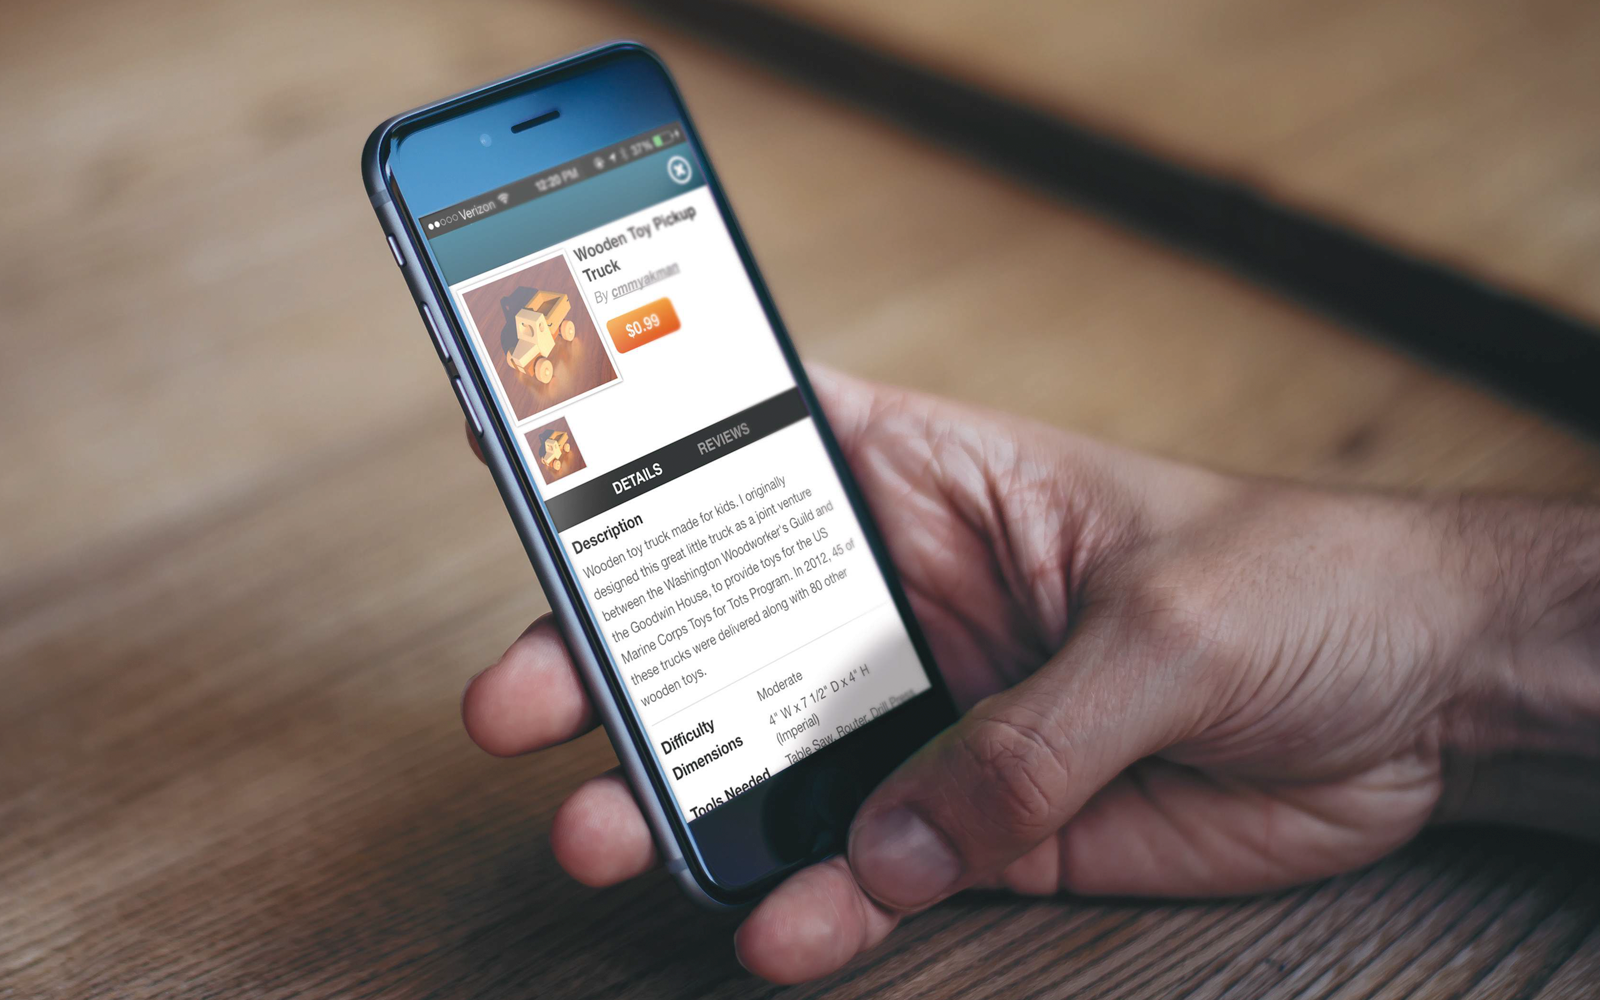 Verizon 12:20 PM 37%
Wooden Toy Pickup
Truck
By cmmyakman
$0.99
DETAILS REVIEWS
Description
Wooden toy truck made for kids. I originally
designed this great little truck as a joint venture
between the Washington Woodworker's Guild and
the Goodwin House, to provide toys for the US
Marine Corps Toys for Tots Program. In 2012, 45 of
these trucks were delivered along with 80 other
wooden toys.
Difficulty Moderate
Dimensions 4" W x 7 1/2" D x 4" H
(Imperial)
Tools Needed Table Saw, Router, Drill Press